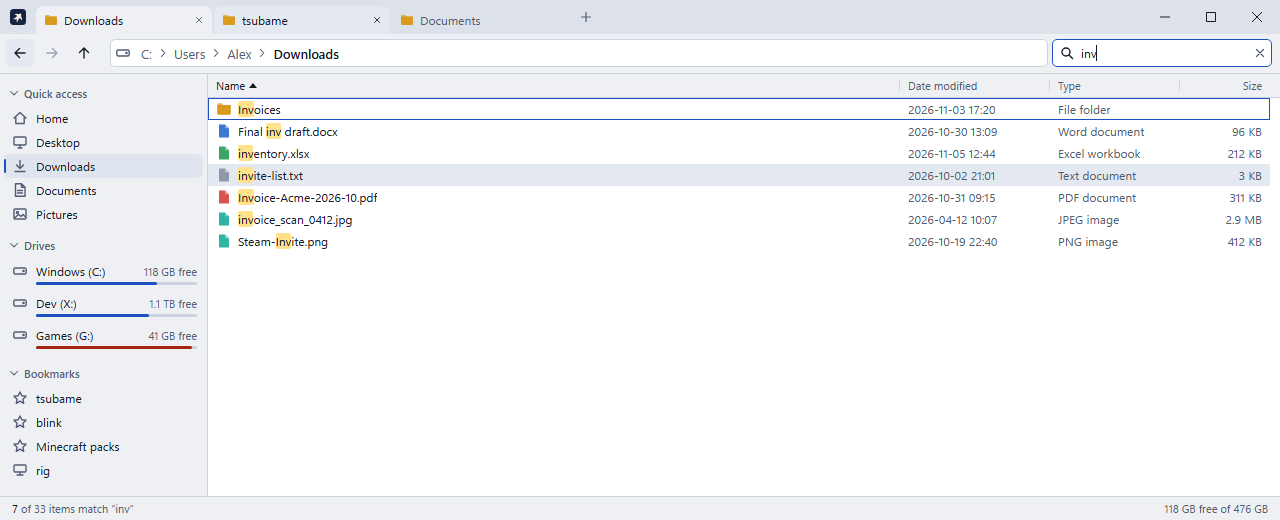 Downloads
tsubame
Documents
C: Users Alex Downloads
inv
Quick access
Home
Desktop
Downloads
Documents
Pictures
Drives
Windows (C:) 118 GB free
Dev (X:) 1.1 TB free
Games (G:) 41 GB free
Bookmarks
tsubame
blink
Minecraft packs
rig
Name Date modified Type Size
Invoices 2026-11-03 17:20 File folder
Final inv draft.docx 2026-10-30 13:09 Word document 96 KB
inventory.xlsx 2026-11-05 12:44 Excel workbook 212 KB
invite-list.txt 2026-10-02 21:01 Text document 3 KB
Invoice-Acme-2026-10.pdf 2026-10-31 09:15 PDF document 311 KB
invoice_scan_0412.jpg 2026-04-12 10:07 JPEG image 2.9 MB
Steam-Invite.png 2026-10-19 22:40 PNG image 412 KB
7 of 33 items match "inv"
118 GB free of 476 GB